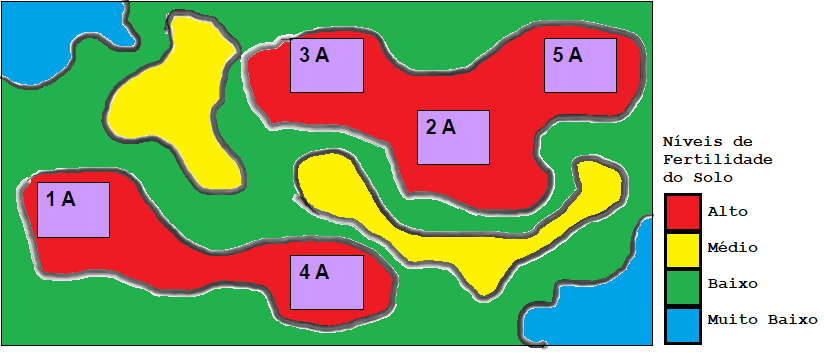 3 A
5 A
2 A
1 A
4 A
Níveis de
Fertilidade
do Solo
Alto
Médio
Baixo
Muito Baixo